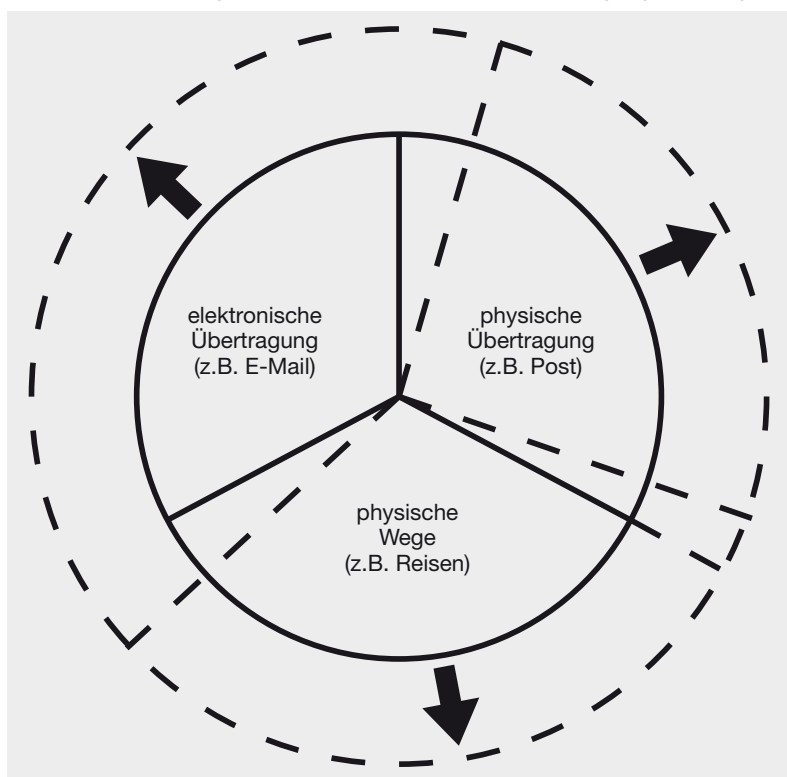 elektronische
Übertragung
(z.B. E-Mail)
physische
Übertragung
(z.B. Post)
physische
Wege
(z.B. Reisen)